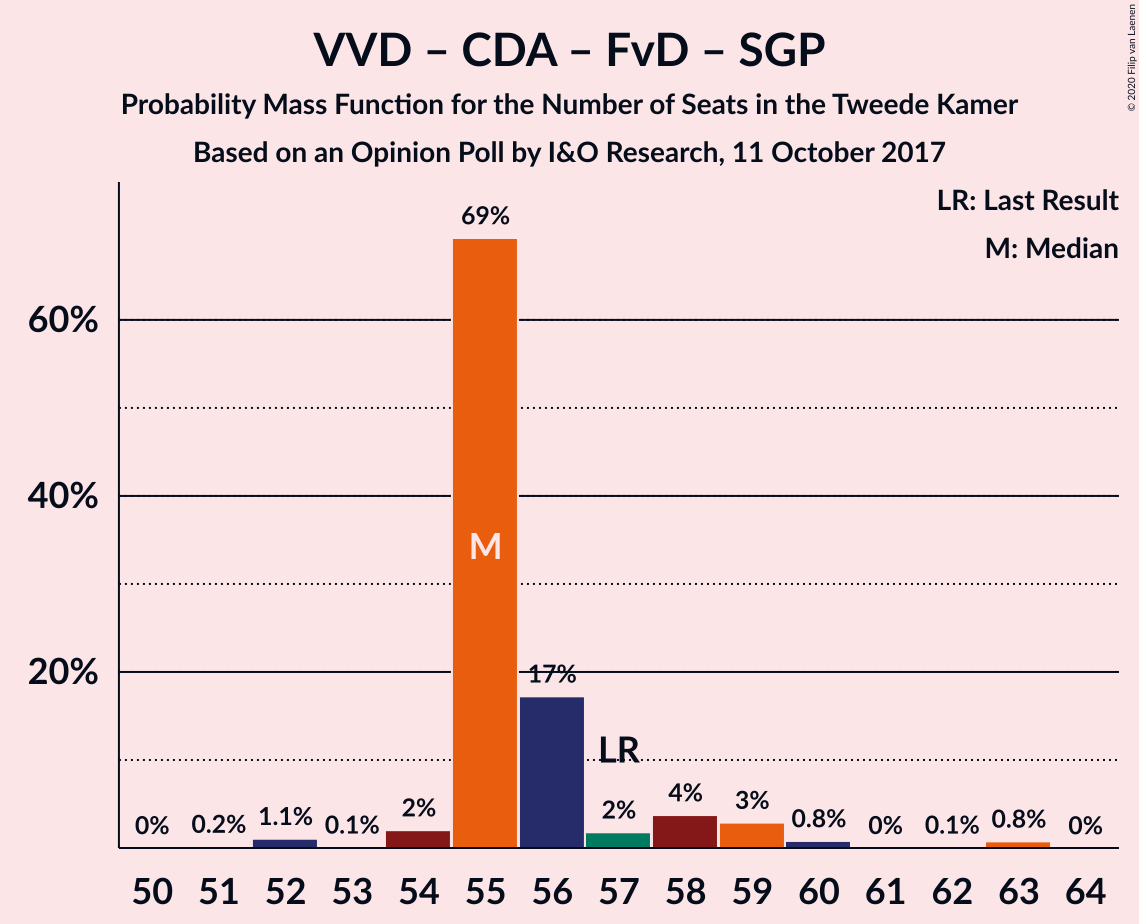 VVD – CDA – FvD – SGP
Probability Mass Function for the Number of Seats in the Tweede Kamer
Based on an Opinion Poll by I&O Research, 11 October 2017
© 2020 Filip van Laenen
LR: Last Result
M: Median
69%
60%
40%
M
20%
17%
LR
0%
0.2%
1.1%
0.1%
2%
2%
4%
3%
0.8%
0%
0.1%
0.8%
0%
50 51 52 53 54 55 56 57 58 59 60 61 62 63 64